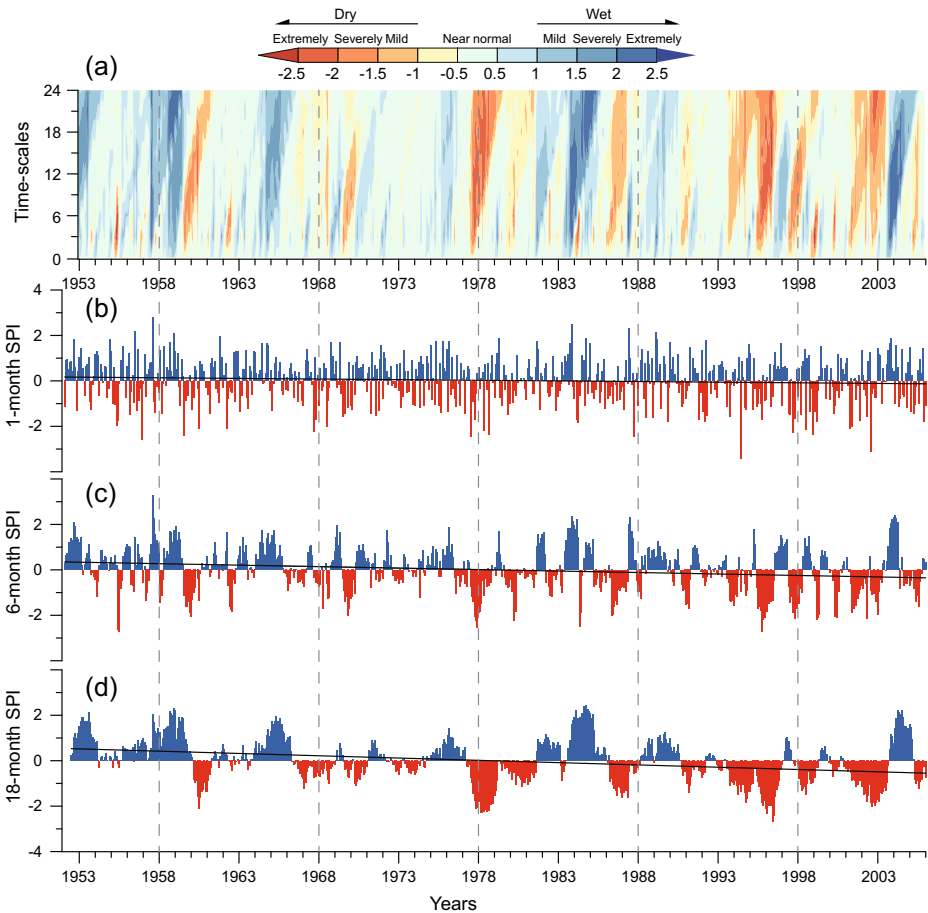 Dry Wet
Extremely Severely Mild Near normal Mild Severely Extremely
-2.5 -2 -1.5 -1 -0.5 0.5 1 1.5 2 2.5
(a)
24
18
12
6
0
Time-scales
1953 1958 1963 1968 1973 1978 1983 1988 1993 1998 2003
(b)
4
2
0
-2
1-month SPI
(c)
2
0
-2
6-month SPI
(d)
2
0
-2
-4
18-month SPI
1953 1958 1963 1968 1973 1978 1983 1988 1993 1998 2003
Years